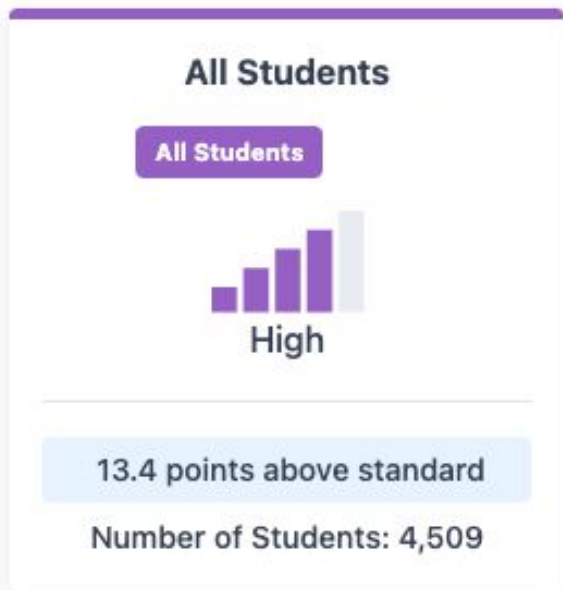 All Students
All Students
High
13.4 points above standard
Number of Students: 4,509